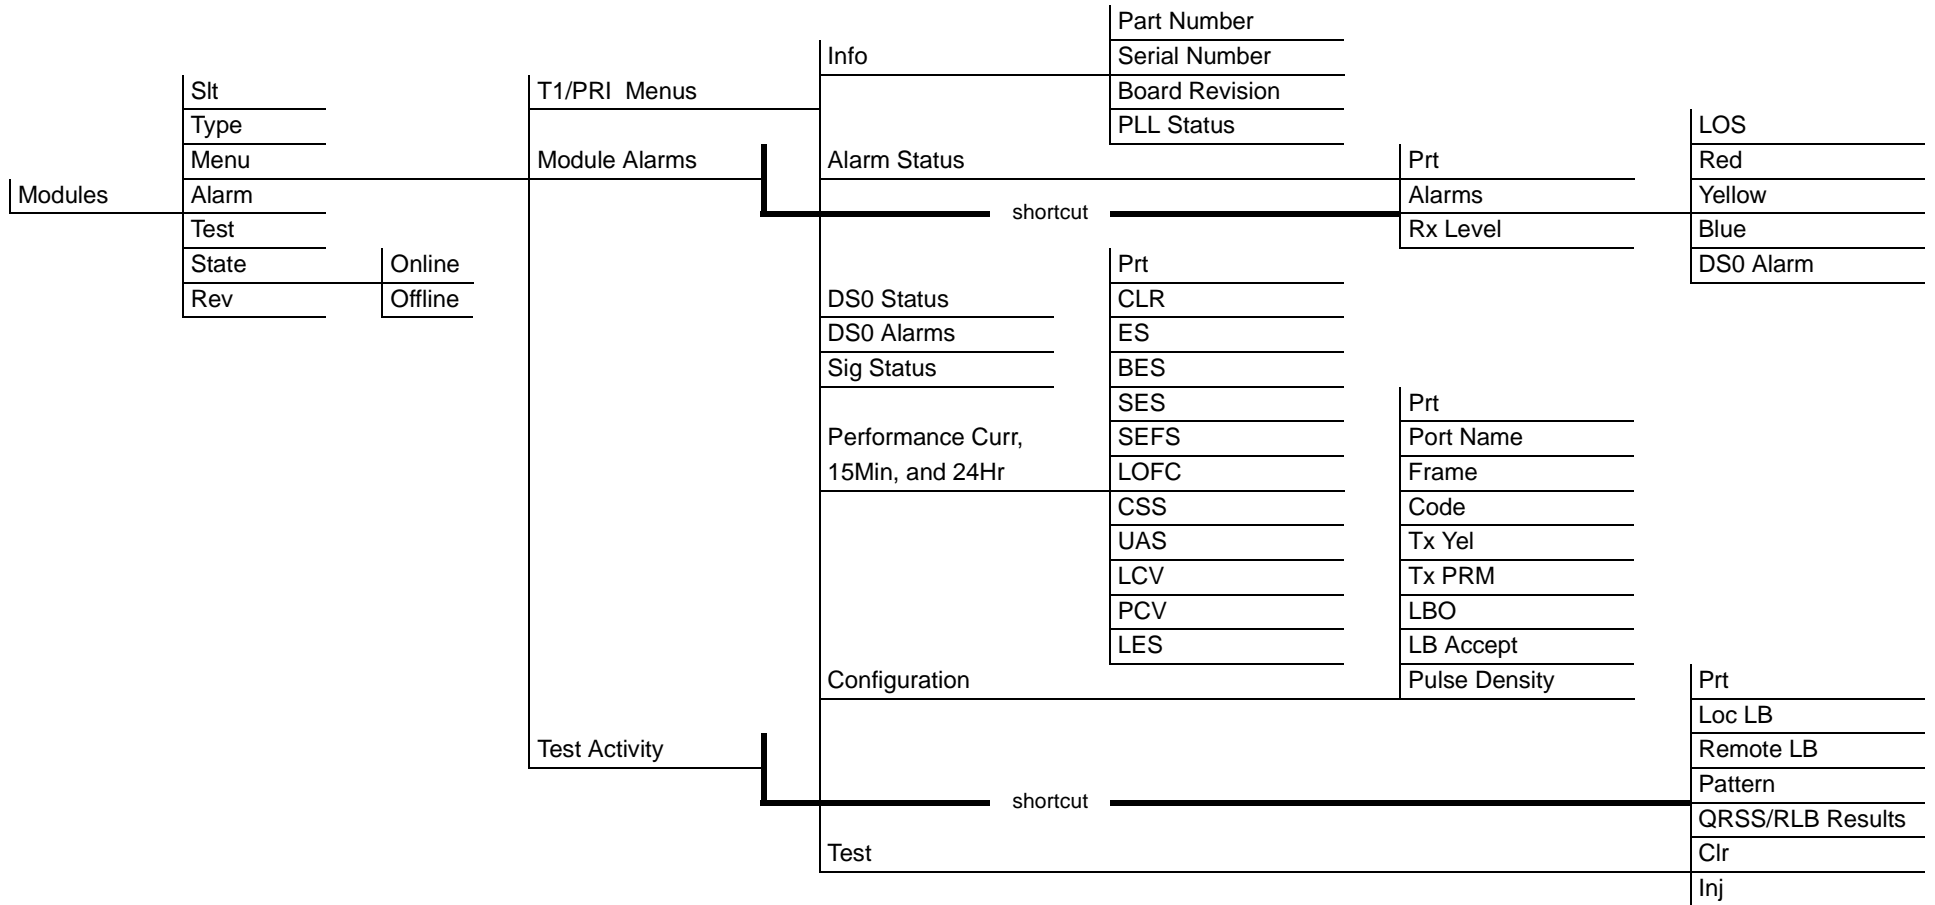 Modules
Slt
Type
Menu
Alarm
Test
State
Rev
Online
Offline
T1/PRI Menus
Module Alarms
Test Activity
Info
Alarm Status
shortcut
DS0 Status
DS0 Alarms
Sig Status
Performance Curr,
15Min, and 24Hr
Configuration
shortcut
Test
Part Number
Serial Number
Board Revision
PLL Status
Prt
CLR
ES
BES
SES
SEFS
LOFC
CSS
UAS
LCV
PCV
LES
Prt
Alarms
Rx Level
Prt
Port Name
Frame
Code
Tx Yel
Tx PRM
LBO
LB Accept
Pulse Density
LOS
Red
Yellow
Blue
DS0 Alarm
Prt
Loc LB
Remote LB
Pattern
QRSS/RLB Results
Clr
Inj